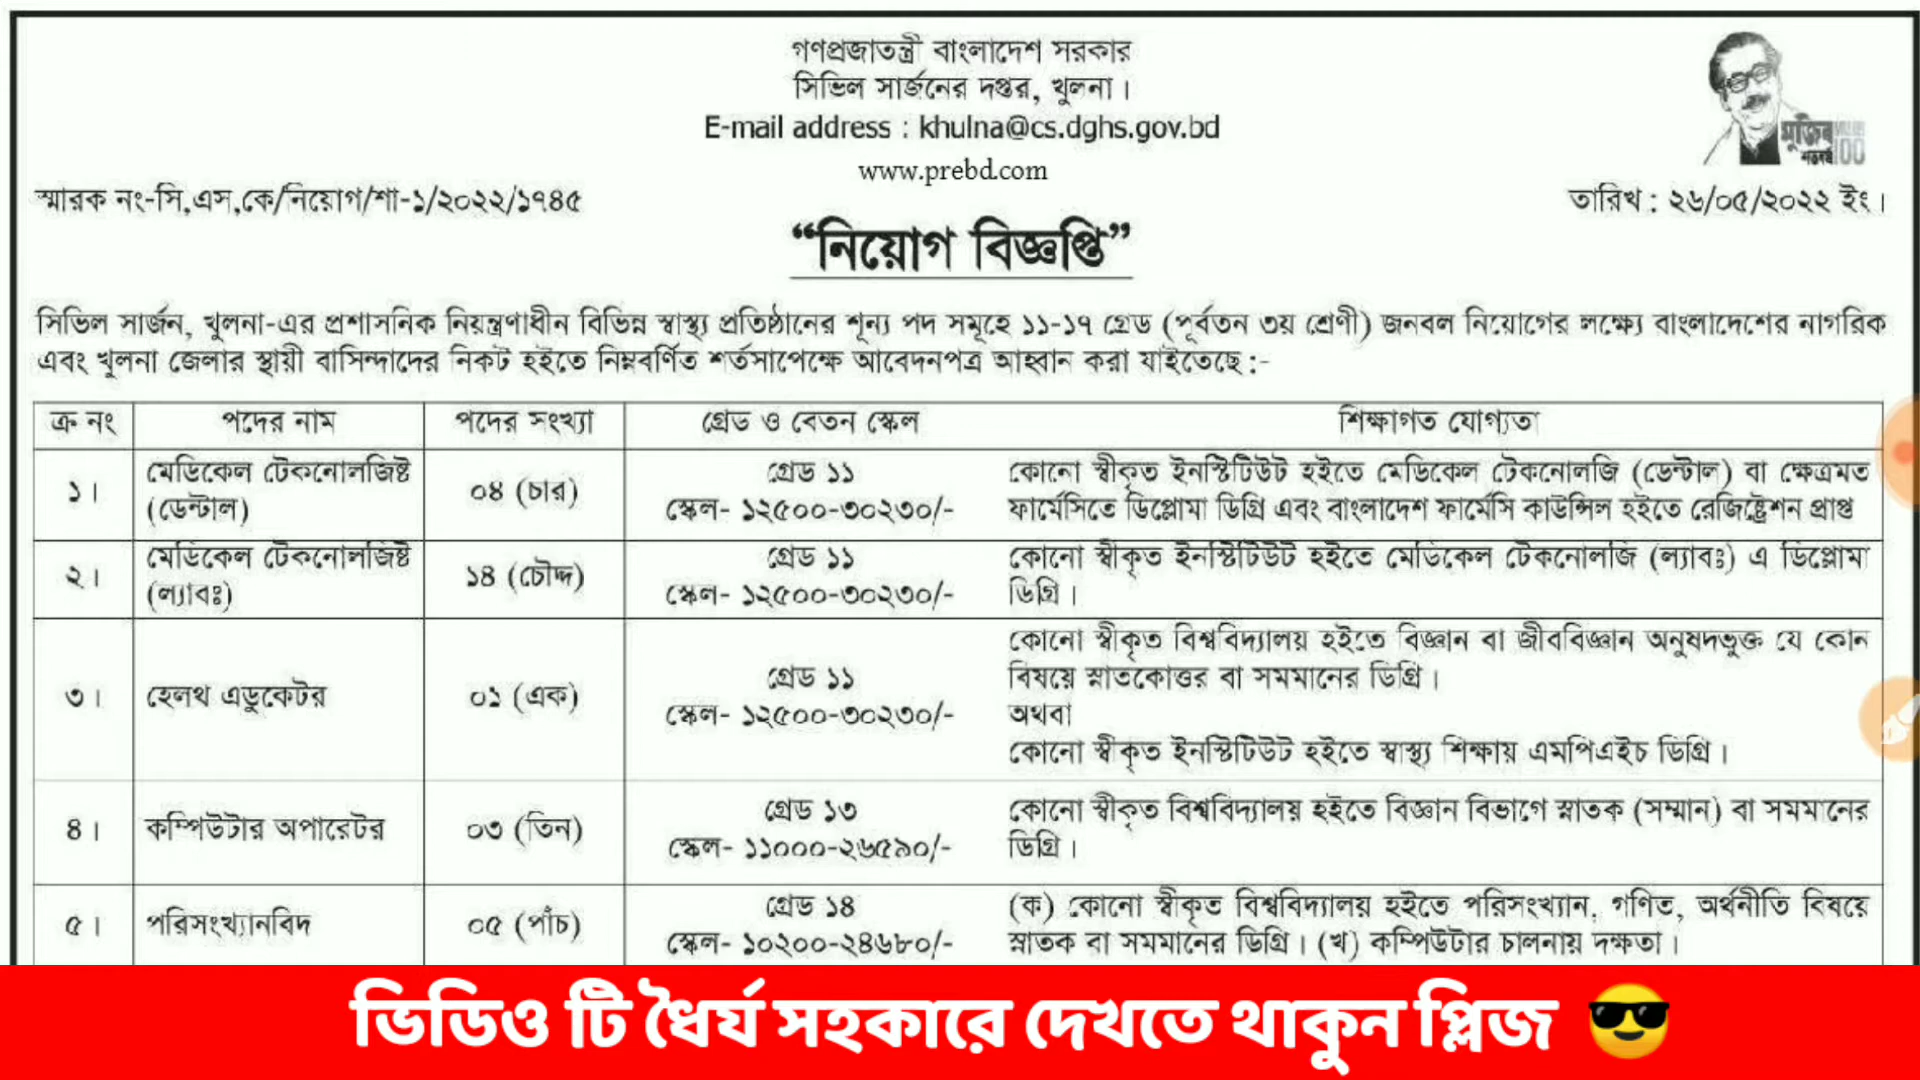 গণপ্রজাতন্ত্রী বাংলাদেশ সরকার
সিভিল সার্জনের দপ্তর, খুলনা।
E-mail address : khulna@cs.dghs.gov.bd
www.prebd.com
মুজিব
শতবর্ষ 100
স্মারক নং-সি,এস,কে/নিয়োগ/শা-১/২০২২/১৭৪৫
তারিখ : ২৬/০৫/২০২২ ইং।
“নিয়োগ বিজ্ঞপ্তি”
সিভিল সার্জন, খুলনা-এর প্রশাসনিক নিয়ন্ত্রণাধীন বিভিন্ন স্বাস্থ্য প্রতিষ্ঠানের শূন্য পদ সমূহে ১১-১৭ গ্রেড (পূর্বতন ৩য় শ্রেণী) জনবল নিয়োগের লক্ষ্যে বাংলাদেশের নাগরিক
এবং খুলনা জেলার স্থায়ী বাসিন্দাদের নিকট হইতে নিম্নবর্ণিত শর্তসাপেক্ষে আবেদনপত্র আহ্বান করা যাইতেছে :-
ক্র নং পদের নাম পদের সংখ্যা গ্রেড ও বেতন স্কেল শিক্ষাগত যোগ্যতা
১। মেডিকেল টেকনোলজিষ্ট (ডেন্টাল) ০৪ (চার) গ্রেড ১১
স্কেল- ১২৫০০-৩০২৩০/-
কোনো স্বীকৃত ইনস্টিটিউট হইতে মেডিকেল টেকনোলজি (ডেন্টাল) বা ক্ষেত্রমত
ফার্মেসিতে ডিপ্লোমা ডিগ্রি এবং বাংলাদেশ ফার্মেসি কাউন্সিল হইতে রেজিষ্ট্রেশন প্রাপ্ত
২। মেডিকেল টেকনোলজিষ্ট (ল্যাবঃ) ১৪ (চৌদ্দ) গ্রেড ১১
স্কেল- ১২৫০০-৩০২৩০/-
কোনো স্বীকৃত ইনস্টিটিউট হইতে মেডিকেল টেকনোলজি (ল্যাবঃ) এ ডিপ্লোমা
ডিগ্রি।
৩। হেলথ এডুকেটর ০১ (এক) গ্রেড ১১
স্কেল- ১২৫০০-৩০২৩০/-
কোনো স্বীকৃত বিশ্ববিদ্যালয় হইতে বিজ্ঞান বা জীববিজ্ঞান অনুষদভুক্ত যে কোন
বিষয়ে স্নাতকোত্তর বা সমমানের ডিগ্রি।
অথবা
কোনো স্বীকৃত ইনস্টিটিউট হইতে স্বাস্থ্য শিক্ষায় এমপিএইচ ডিগ্রি।
৪। কম্পিউটার অপারেটর ০৩ (তিন) গ্রেড ১৩
স্কেল- ১১০০০-২৬৫৯০/-
কোনো স্বীকৃত বিশ্ববিদ্যালয় হইতে বিজ্ঞান বিভাগে স্নাতক (সম্মান) বা সমমানের
ডিগ্রি।
৫। পরিসংখ্যানবিদ ০৫ (পাঁচ) গ্রেড ১৪
স্কেল- ১০২০০-২৪৬৮০/-
(ক) কোনো স্বীকৃত বিশ্ববিদ্যালয় হইতে পরিসংখ্যান, গণিত, অর্থনীতি বিষয়ে
স্নাতক বা সমমানের ডিগ্রি। (খ) কম্পিউটার চালনায় দক্ষতা।
ভিডিও টি ধৈর্য সহকারে দেখতে থাকুন প্লিজ 😎